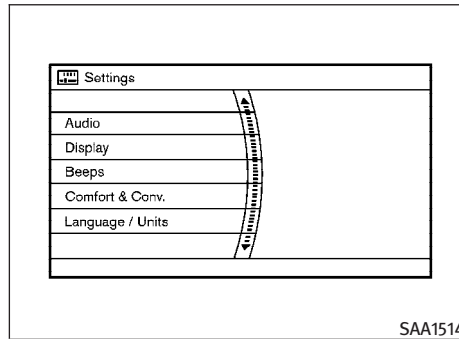 Settings
Audio
Display
Beeps
Comfort & Conv.
Language / Units
SAA1514